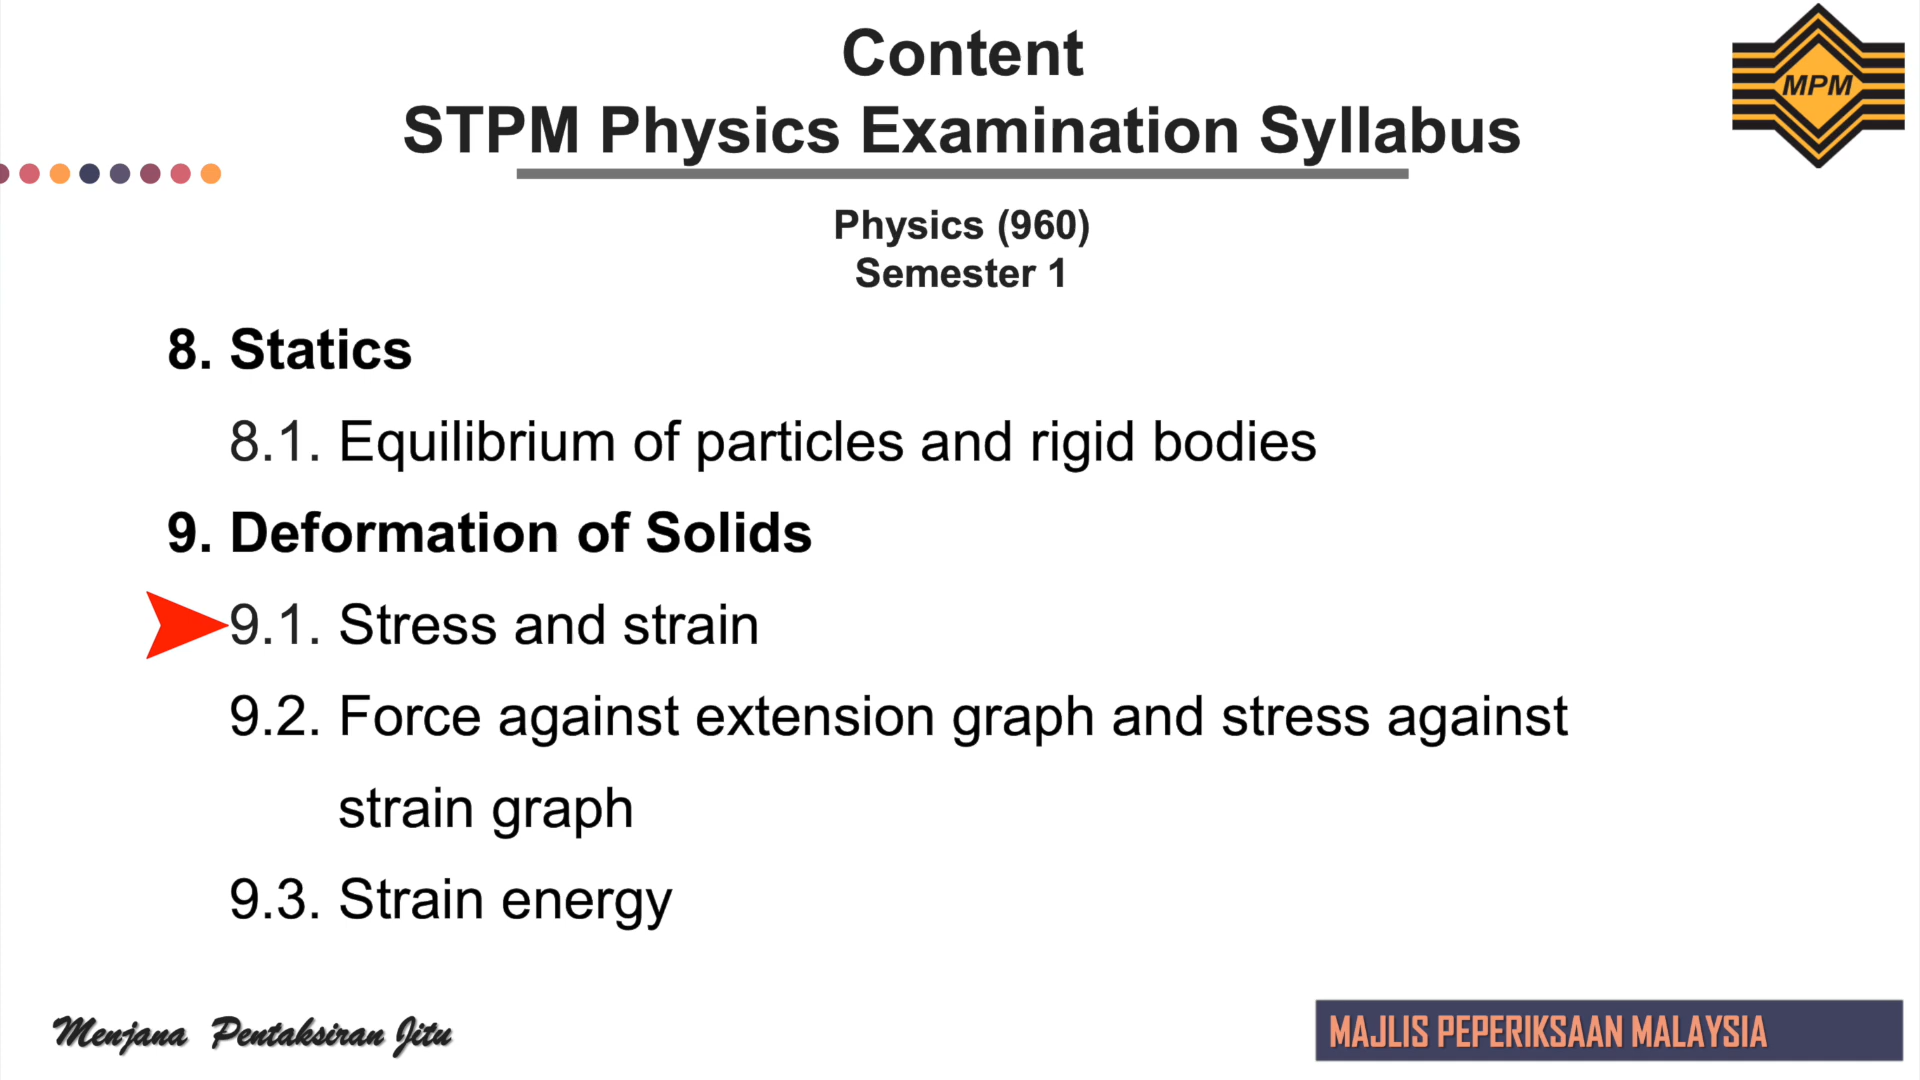 Content
STPM Physics Examination Syllabus
MPM
Physics (960)
Semester 1
8. Statics
8.1. Equilibrium of particles and rigid bodies
9. Deformation of Solids
9.1. Stress and strain
9.2. Force against extension graph and stress against
strain graph
9.3. Strain energy
Menjana Pentaksiran Jitu
MAJLIS PEPERIKSAAN MALAYSIA